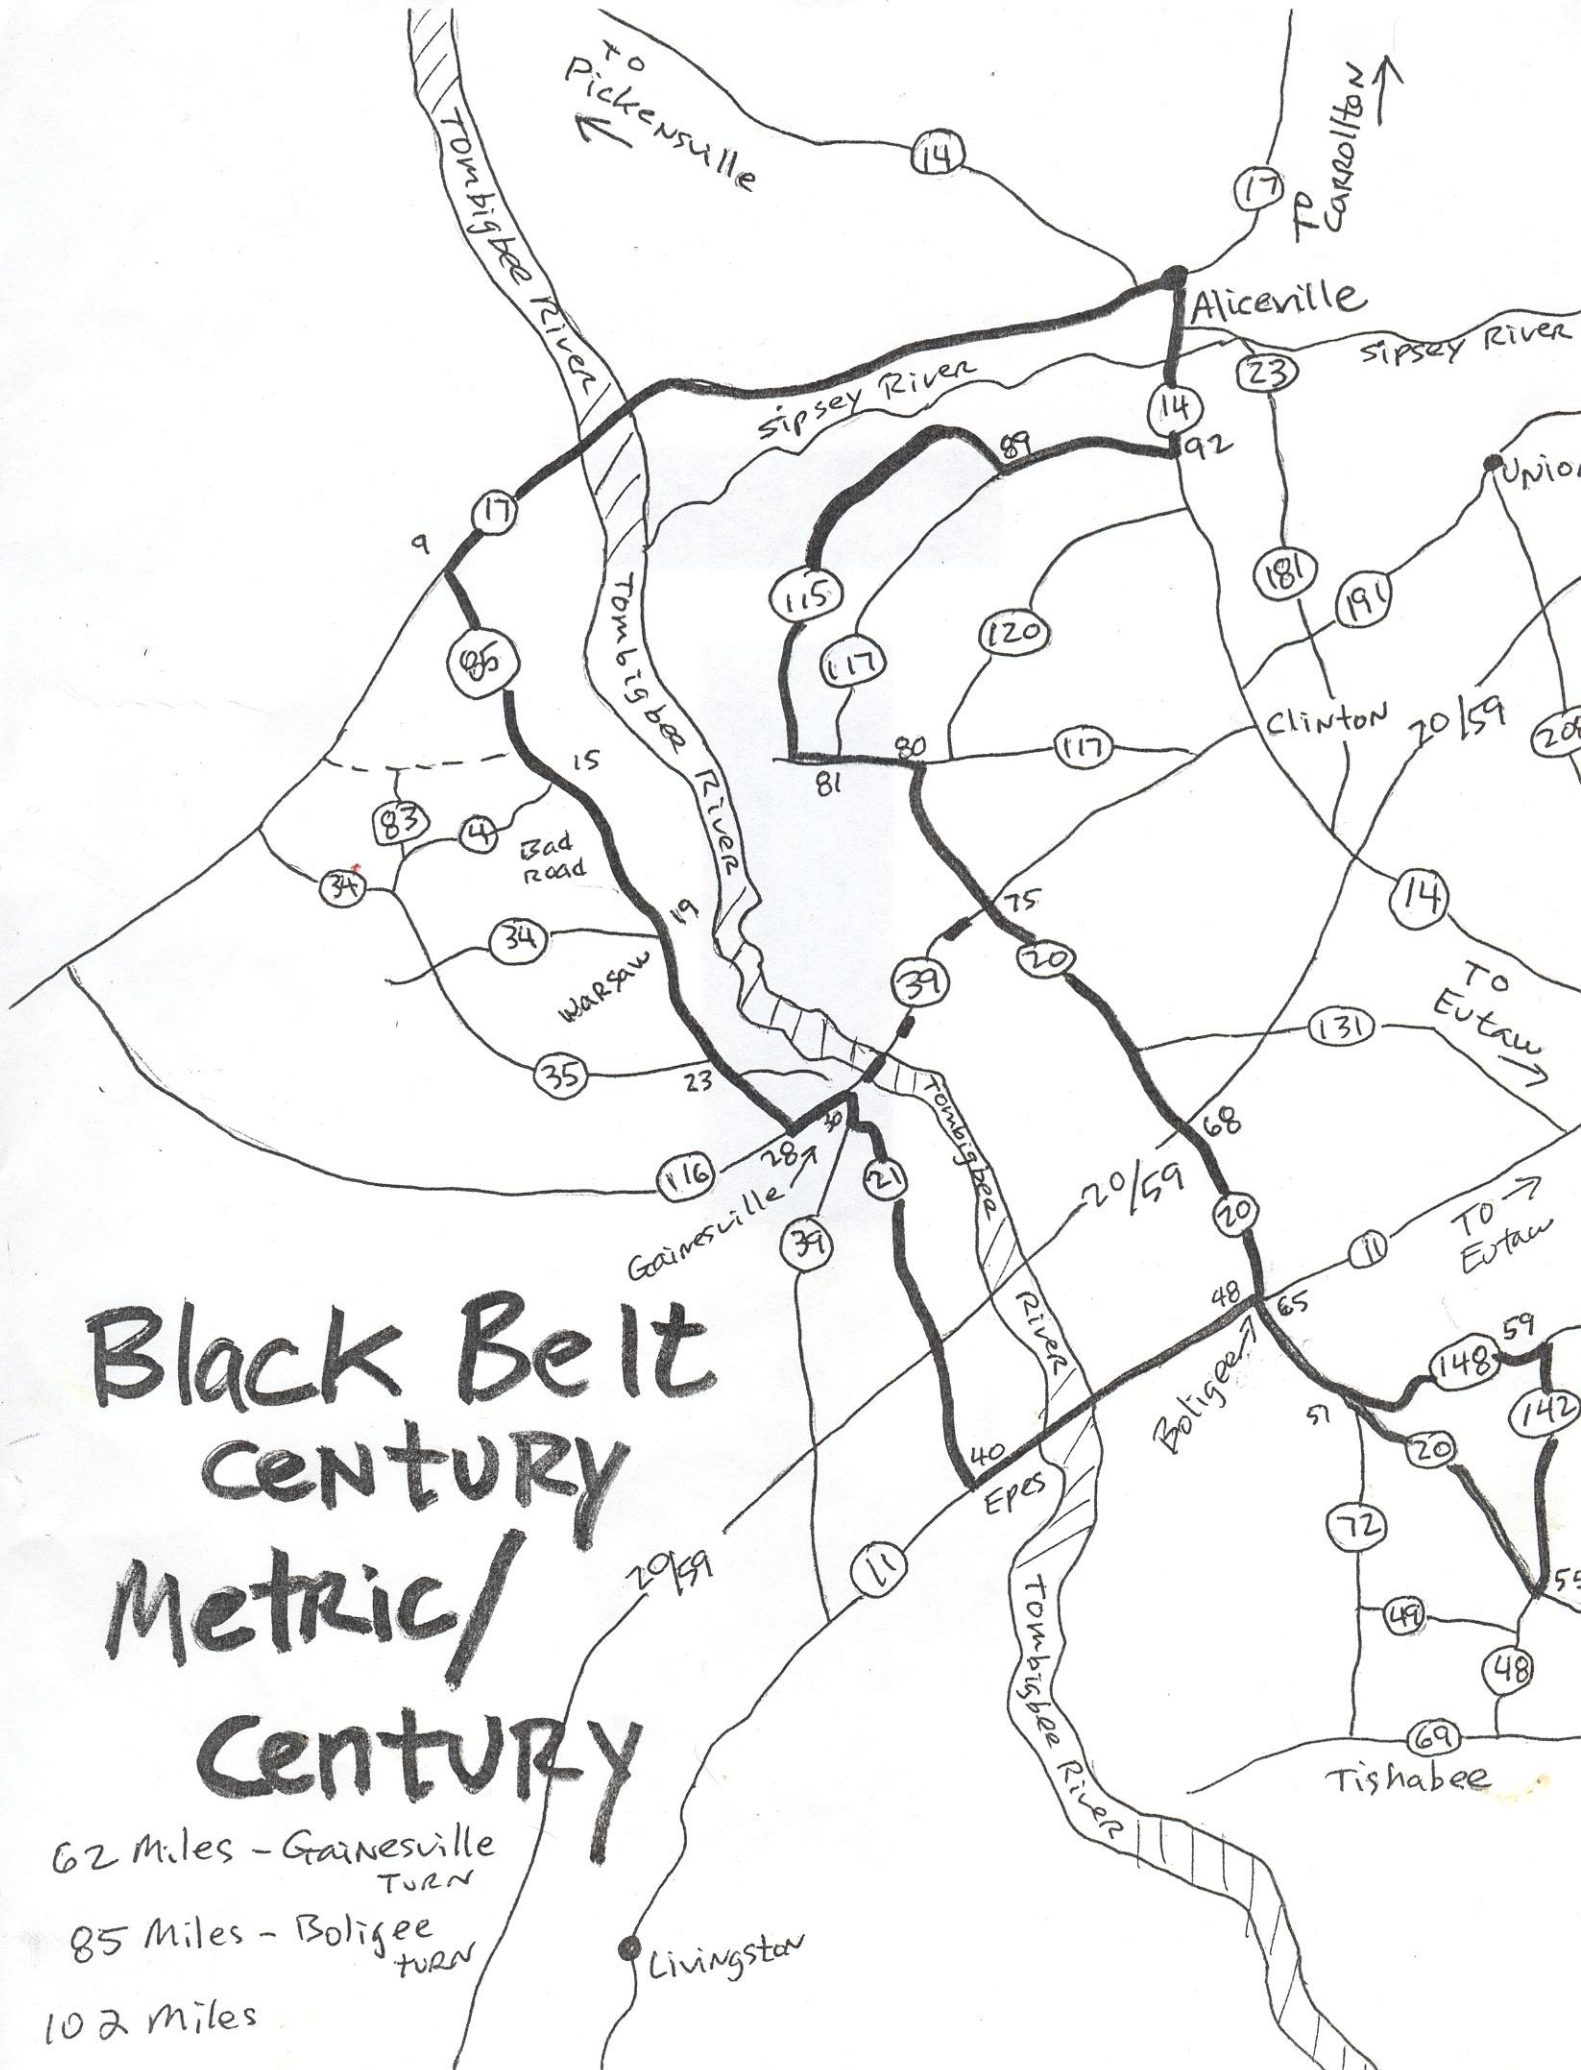 TO
Pickensville
14
17
TO
Carrollton
Tombigbee River
Aliceville
Sipsey River
Sipsey River
23
14
92
89
17
9
115
181
191
Tombigbee River
117
120
15
Clinton
20/59
117
80
81
83
4
Bad
Road
34
19
75
14
34
Warsaw
39
20
TO
Eutaw
131
35
23
30
68
28
116
Gainesville
21
Tombigbee
River
20/59
20
39
11
TO
Eutaw
48
65
59
148
142
Boligee
20
40
Epes
72
55
20/59
11
49
48
Tombigbee River
69
Tishabee
Livingston
Black Belt
Century
Metric/
Century
62 Miles - Gainesville
Turn
85 Miles - Boligee
Turn
102 Miles